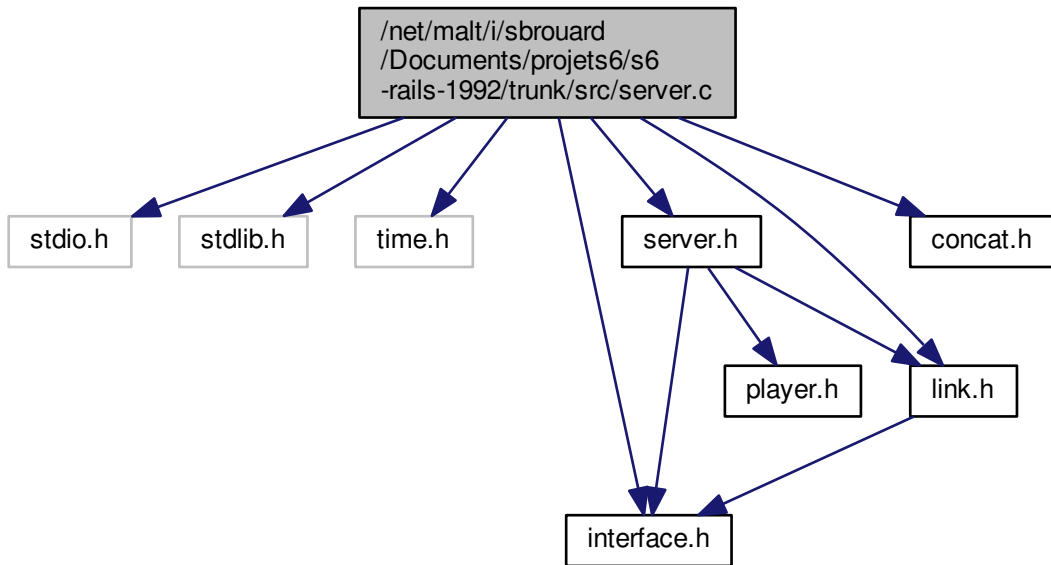 /net/malt/i/sbrouard
/Documents/projets6/s6
-rails-1992/trunk/src/server.c
stdio.h
stdlib.h
time.h
server.h
concat.h
player.h
link.h
interface.h